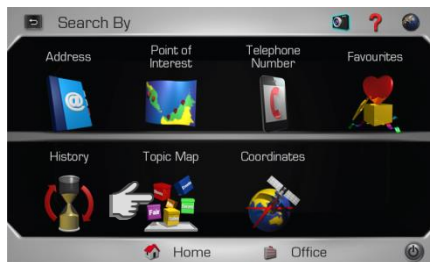 Search By
Address
Point of
Interest
Telephone
Number
Favourites
History
Topic Map
Coordinates
Home
Office